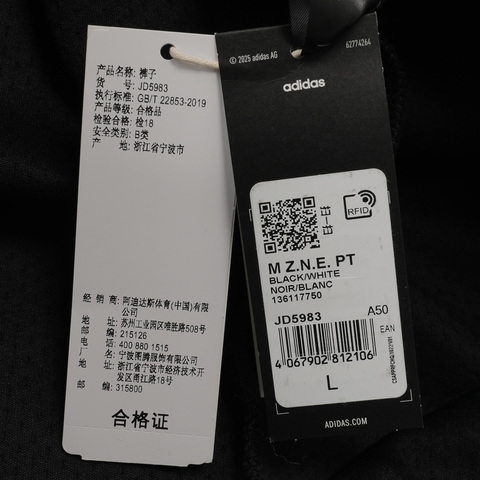 产品名称: 裤子
货 号: JD5983
执行标准: GB/T 22853-2019
产品等级: 合格品
检验合格: 检18
安全类别: B类
产 地: 浙江省宁波市
经 销 商: 阿迪达斯体育(中国)有限公司
地 址: 苏州工业园区唯胜路508号
邮 编: 215126
电 话: 400 880 1515
厂 名: 宁波图腾服饰有限公司
地 址: 浙江省宁波市经济技术开发区甬江路18号
邮 编: 315800
合格证
© 2025 adidas AG
62774264
adidas
RFID
M Z.N.E. PT
BLACK/WHITE
NOIR/BLANC
136117750
JD5983
A50
EAN
4 067902 812106
L
ADIDAS.COM